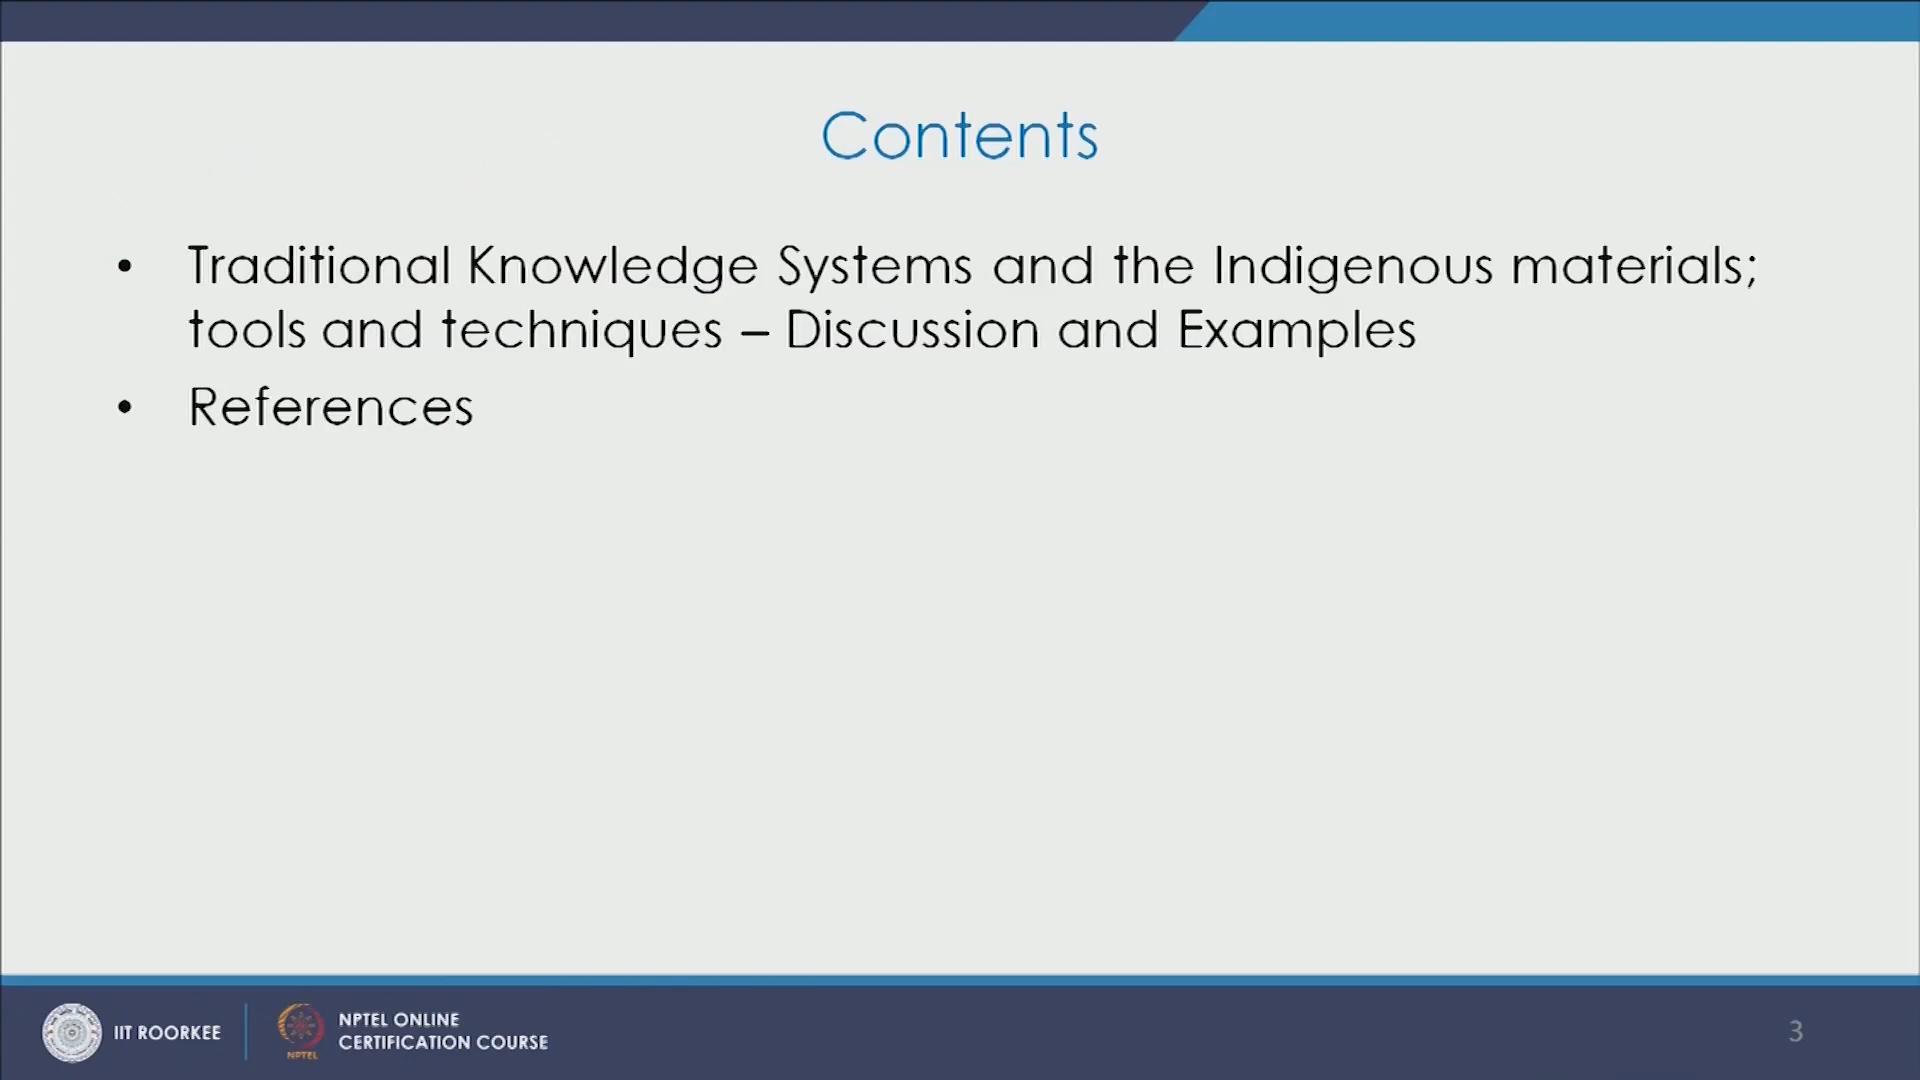 Contents
• Traditional Knowledge Systems and the Indigenous materials;
tools and techniques – Discussion and Examples
• References
IIT ROORKEE
NPTEL
NPTEL ONLINE
CERTIFICATION COURSE
3